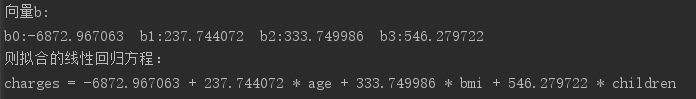 向量b:
b0:-6872.967063  b1:237.744072  b2:333.749986  b3:546.279722
则拟合的线性回归方程:
charges = -6872.967063 + 237.744072 * age + 333.749986 * bmi + 546.279722 * children